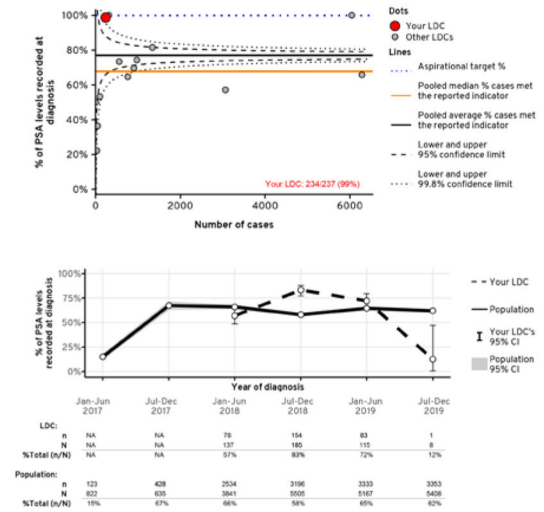 100%
80%
60%
40%
20%
0%
% of PSA levels recorded at
diagnosis
0
2000
4000
6000
Number of cases
Your LDC: 234/237 (99%)
Dots
Your LDC
Other LDCs
Lines
Aspirational target %
Pooled median % cases met
the reported indicator
Pooled average % cases met
the reported indicator
Lower and upper
95% confidence limit
Lower and upper
99.8% confidence limit
100%
75%
50%
25%
0%
% of PSA levels
recorded at diagnosis
Year of diagnosis
Jan-Jun Jul-Dec Jan-Jun Jul-Dec Jan-Jun Jul-Dec
2017 2017 2018 2018 2019 2019
Your LDC
Population
Your LDC's
95% CI
Population
95% CI
LDC:
n NA NA 78 154 83 1
N NA NA 137 185 115 8
%Total (n/N) NA NA 57% 83% 72% 12%
Population:
n 123 428 2534 3196 3333 3353
N 822 635 3841 5505 5167 5408
%Total (n/N) 15% 67% 66% 58% 65% 62%